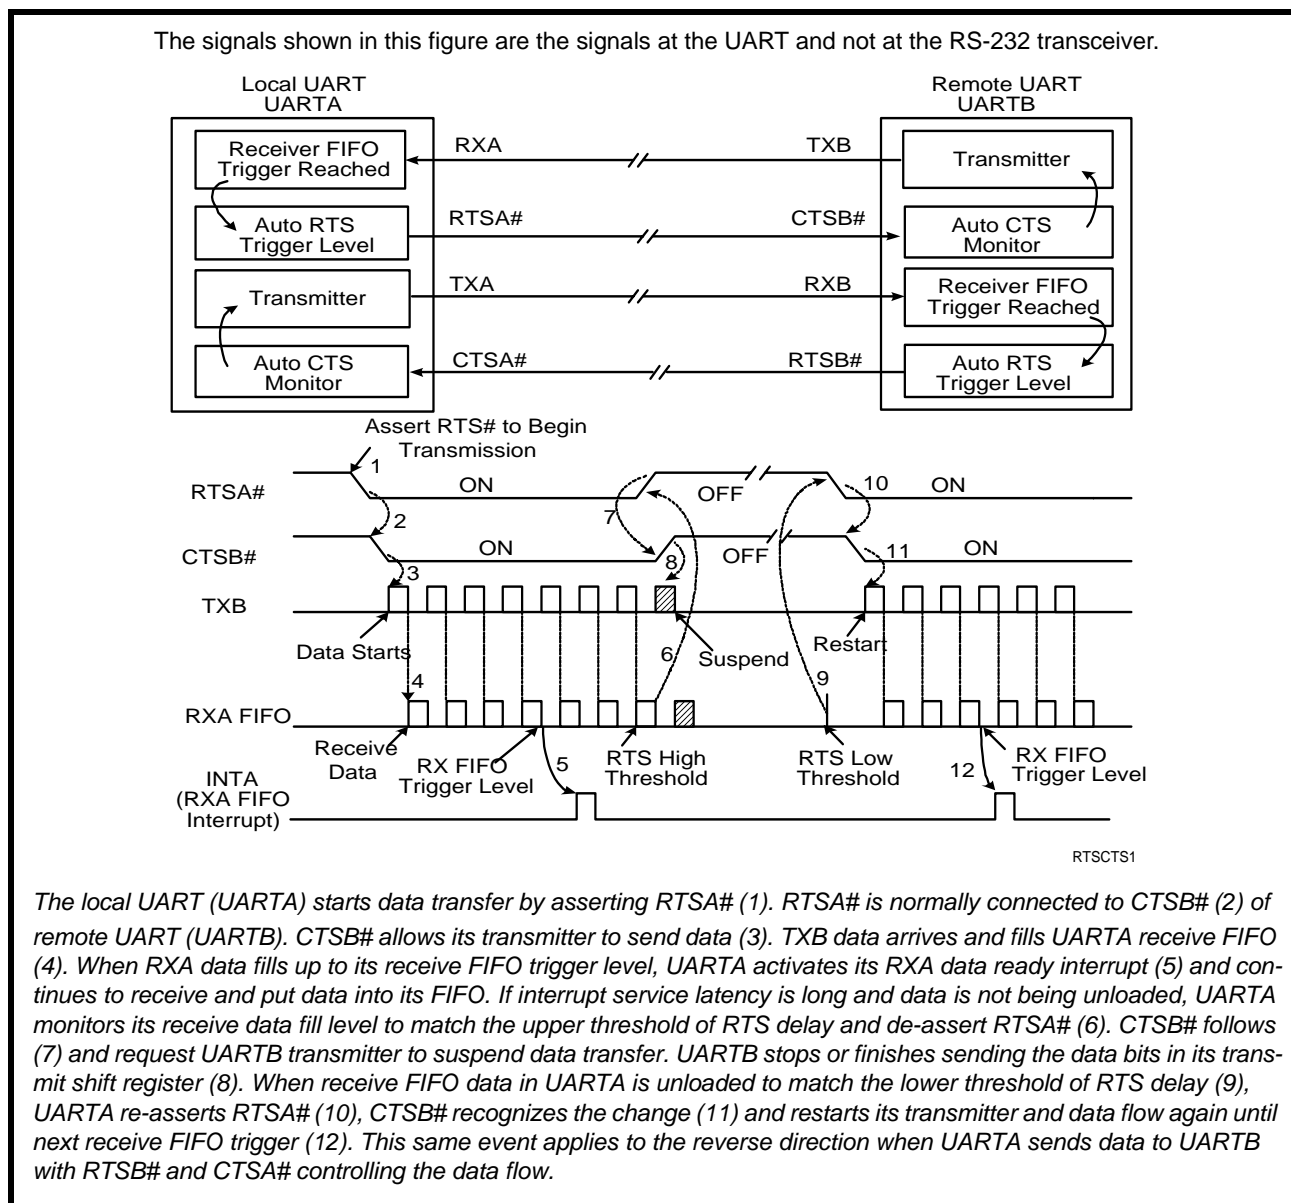 The signals shown in this figure are the signals at the UART and not at the RS-232 transceiver.
Local UART
UARTA
Remote UART
UARTB
Receiver FIFO
Trigger Reached
RXA
TXB
Transmitter
Auto RTS
Trigger Level
RTSA#
CTSB#
Auto CTS
Monitor
Transmitter
TXA
RXB
Receiver FIFO
Trigger Reached
Auto CTS
Monitor
CTSA#
RTSB#
Auto RTS
Trigger Level
Assert RTS# to Begin
Transmission
1
RTSA#
ON
OFF
10
ON
2
7
CTSB#
ON
8
OFF
11
ON
3
TXB
Data Starts
6
Suspend
Restart
4
9
RXA FIFO
Receive
Data
RX FIFO
Trigger Level
5
RTS High
Threshold
RTS Low
Threshold
12
RX FIFO
Trigger Level
INTA
(RXA FIFO
Interrupt)
RTSCTS1
The local UART (UARTA) starts data transfer by asserting RTSA# (1). RTSA# is normally connected to CTSB# (2) of
remote UART (UARTB). CTSB# allows its transmitter to send data (3). TXB data arrives and fills UARTA receive FIFO
(4). When RXA data fills up to its receive FIFO trigger level, UARTA activates its RXA data ready interrupt (5) and con-
tinues to receive and put data into its FIFO. If interrupt service latency is long and data is not being unloaded, UARTA
monitors its receive data fill level to match the upper threshold of RTS delay and de-assert RTSA# (6). CTSB# follows
(7) and request UARTB transmitter to suspend data transfer. UARTB stops or finishes sending the data bits in its trans-
mit shift register (8). When receive FIFO data in UARTA is unloaded to match the lower threshold of RTS delay (9),
UARTA re-asserts RTSA# (10), CTSB# recognizes the change (11) and restarts its transmitter and data flow again until
next receive FIFO trigger (12). This same event applies to the reverse direction when UARTA sends data to UARTB
with RTSB# and CTSA# controlling the data flow.